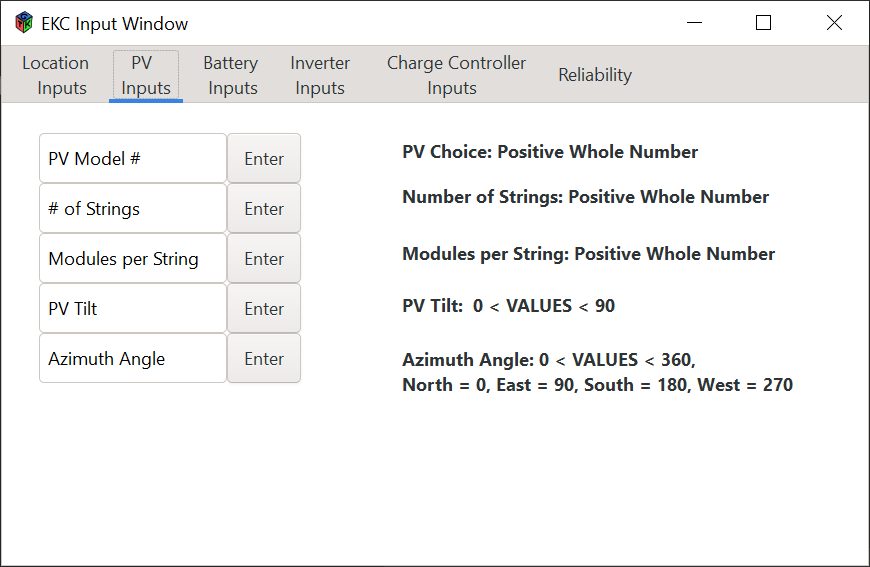 EKC Input Window
Location
Inputs
PV
Inputs
Battery
Inputs
Inverter
Inputs
Charge Controller
Inputs
Reliability
PV Model #
Enter
# of Strings
Enter
Modules per String
Enter
PV Tilt
Enter
Azimuth Angle
Enter
PV Choice: Positive Whole Number
Number of Strings: Positive Whole Number
Modules per String: Positive Whole Number
PV Tilt:  0 < VALUES < 90
Azimuth Angle: 0 < VALUES < 360,
North = 0, East = 90, South = 180, West = 270